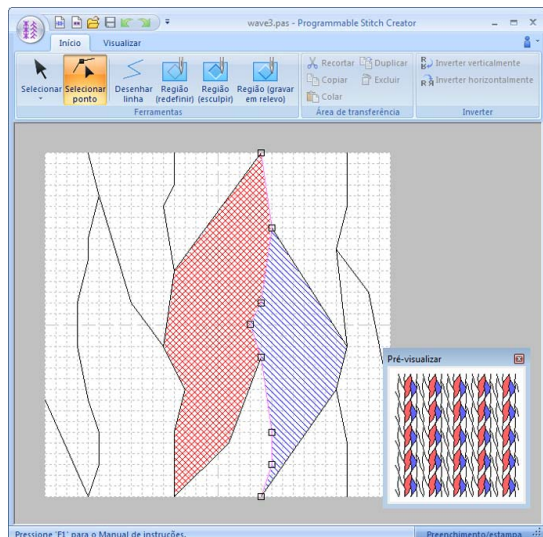 wave3.pas - Programmable Stitch Creator
Início Visualizar
Selecionar Selecionar ponto Desenhar linha Região (redefinir) Região (esculpir) Região (gravar em relevo)
Recortar Duplicar
Copiar Excluir
Colar
Inverter verticalmente
Inverter horizontalmente
Ferramentas Área de transferência Inverter
Pré-visualizar
Pressione 'F1' para o Manual de instruções. Preenchimento/estampa